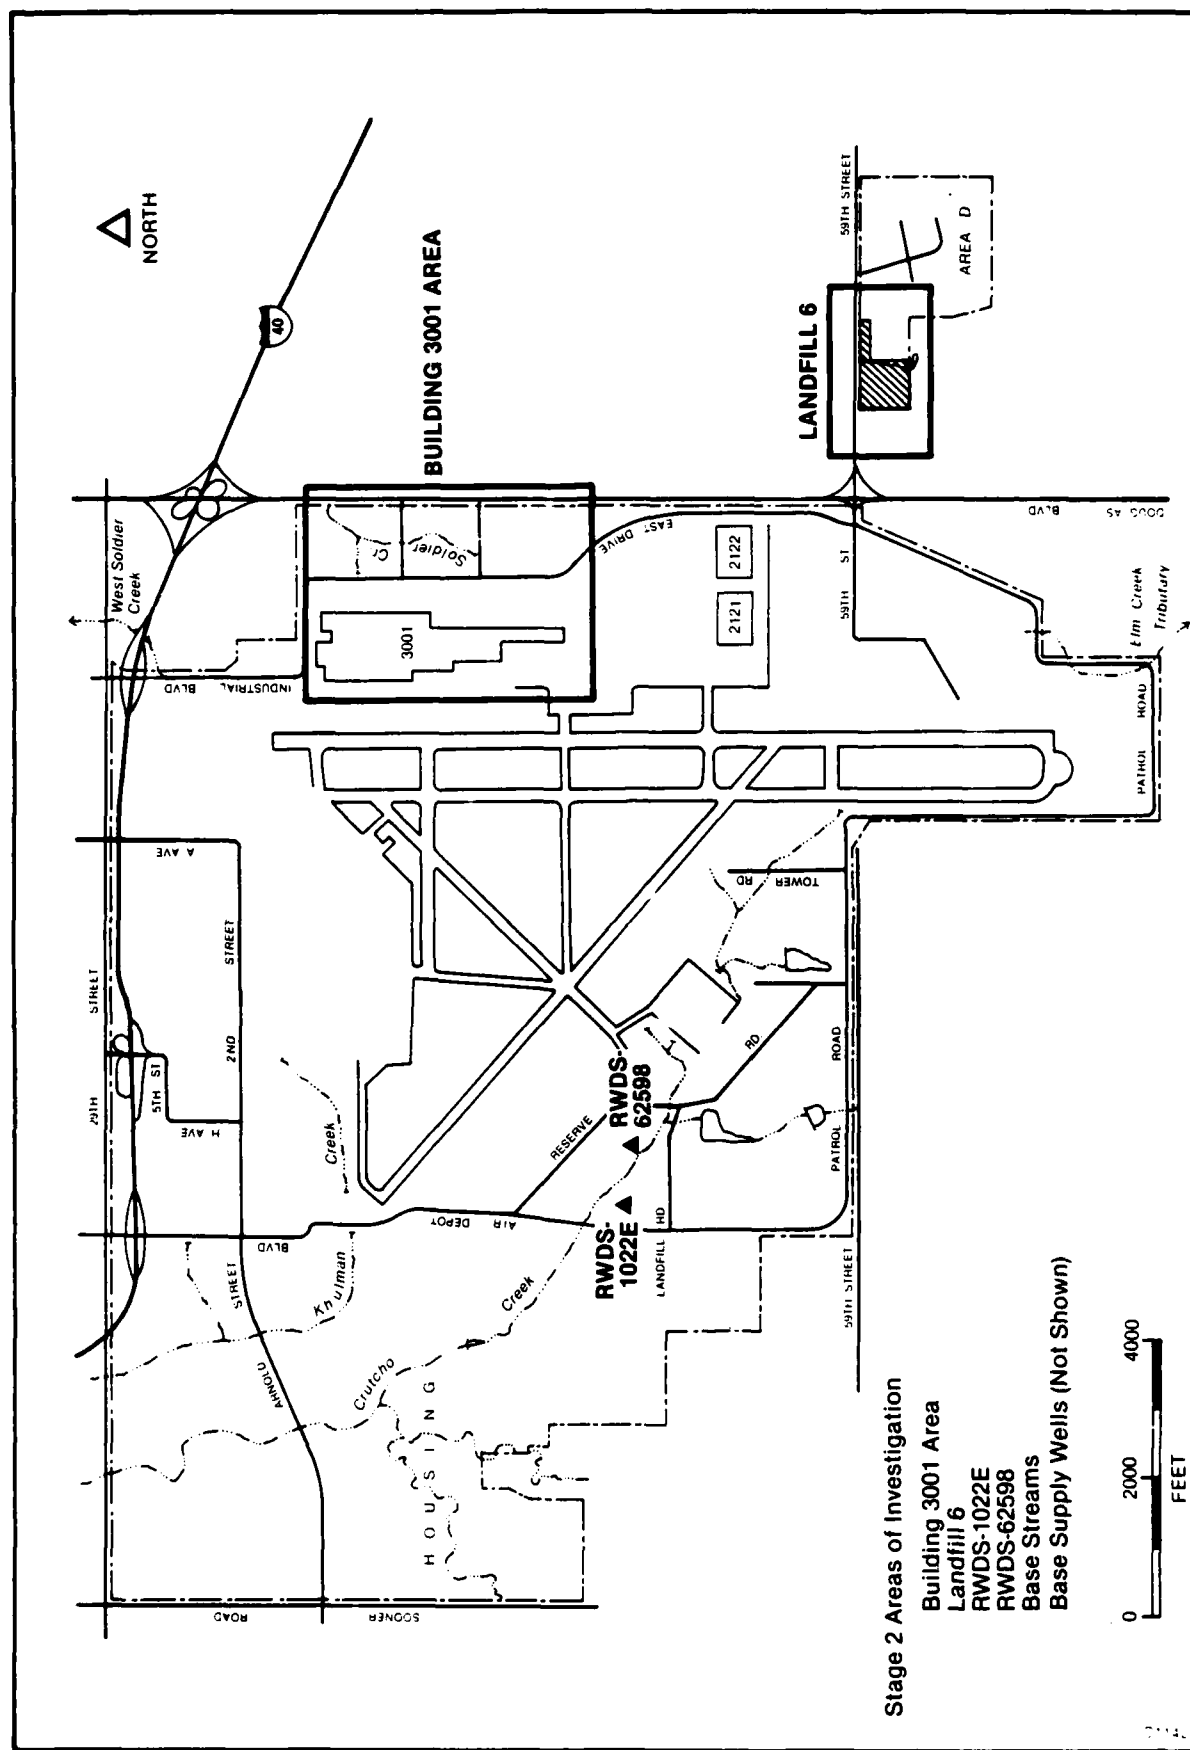 NORTH
40
BUILDING 3001 AREA
LANDFILL 6
59TH STREET
AREA D
West Soldier
Creek
INDUSTRIAL
BLVD
3001
Soldier
Cr
EAST DRIVE
2121
2122
59TH
ST
BLVD
Elm Creek
Tributary
PATROL
ROAD
29TH
STREET
A AVE
2ND
STREET
5TH
ST
H AVE
TOWER
RD
RESERVE
RD
RWDS-
62598
RWDS-
1022E
LANDFILL
RD
PATROL
ROAD
AIR
DEPOT
BLVD
Creek
Khulman
Creek
Crutcho
ARNOLD
STREET
HOUSING
SOONER
ROAD
59TH STREET
Stage 2 Areas of Investigation
Building 3001 Area
Landfill 6
RWDS-1022E
RWDS-62598
Base Streams
Base Supply Wells (Not Shown)
0
2000
4000
FEET